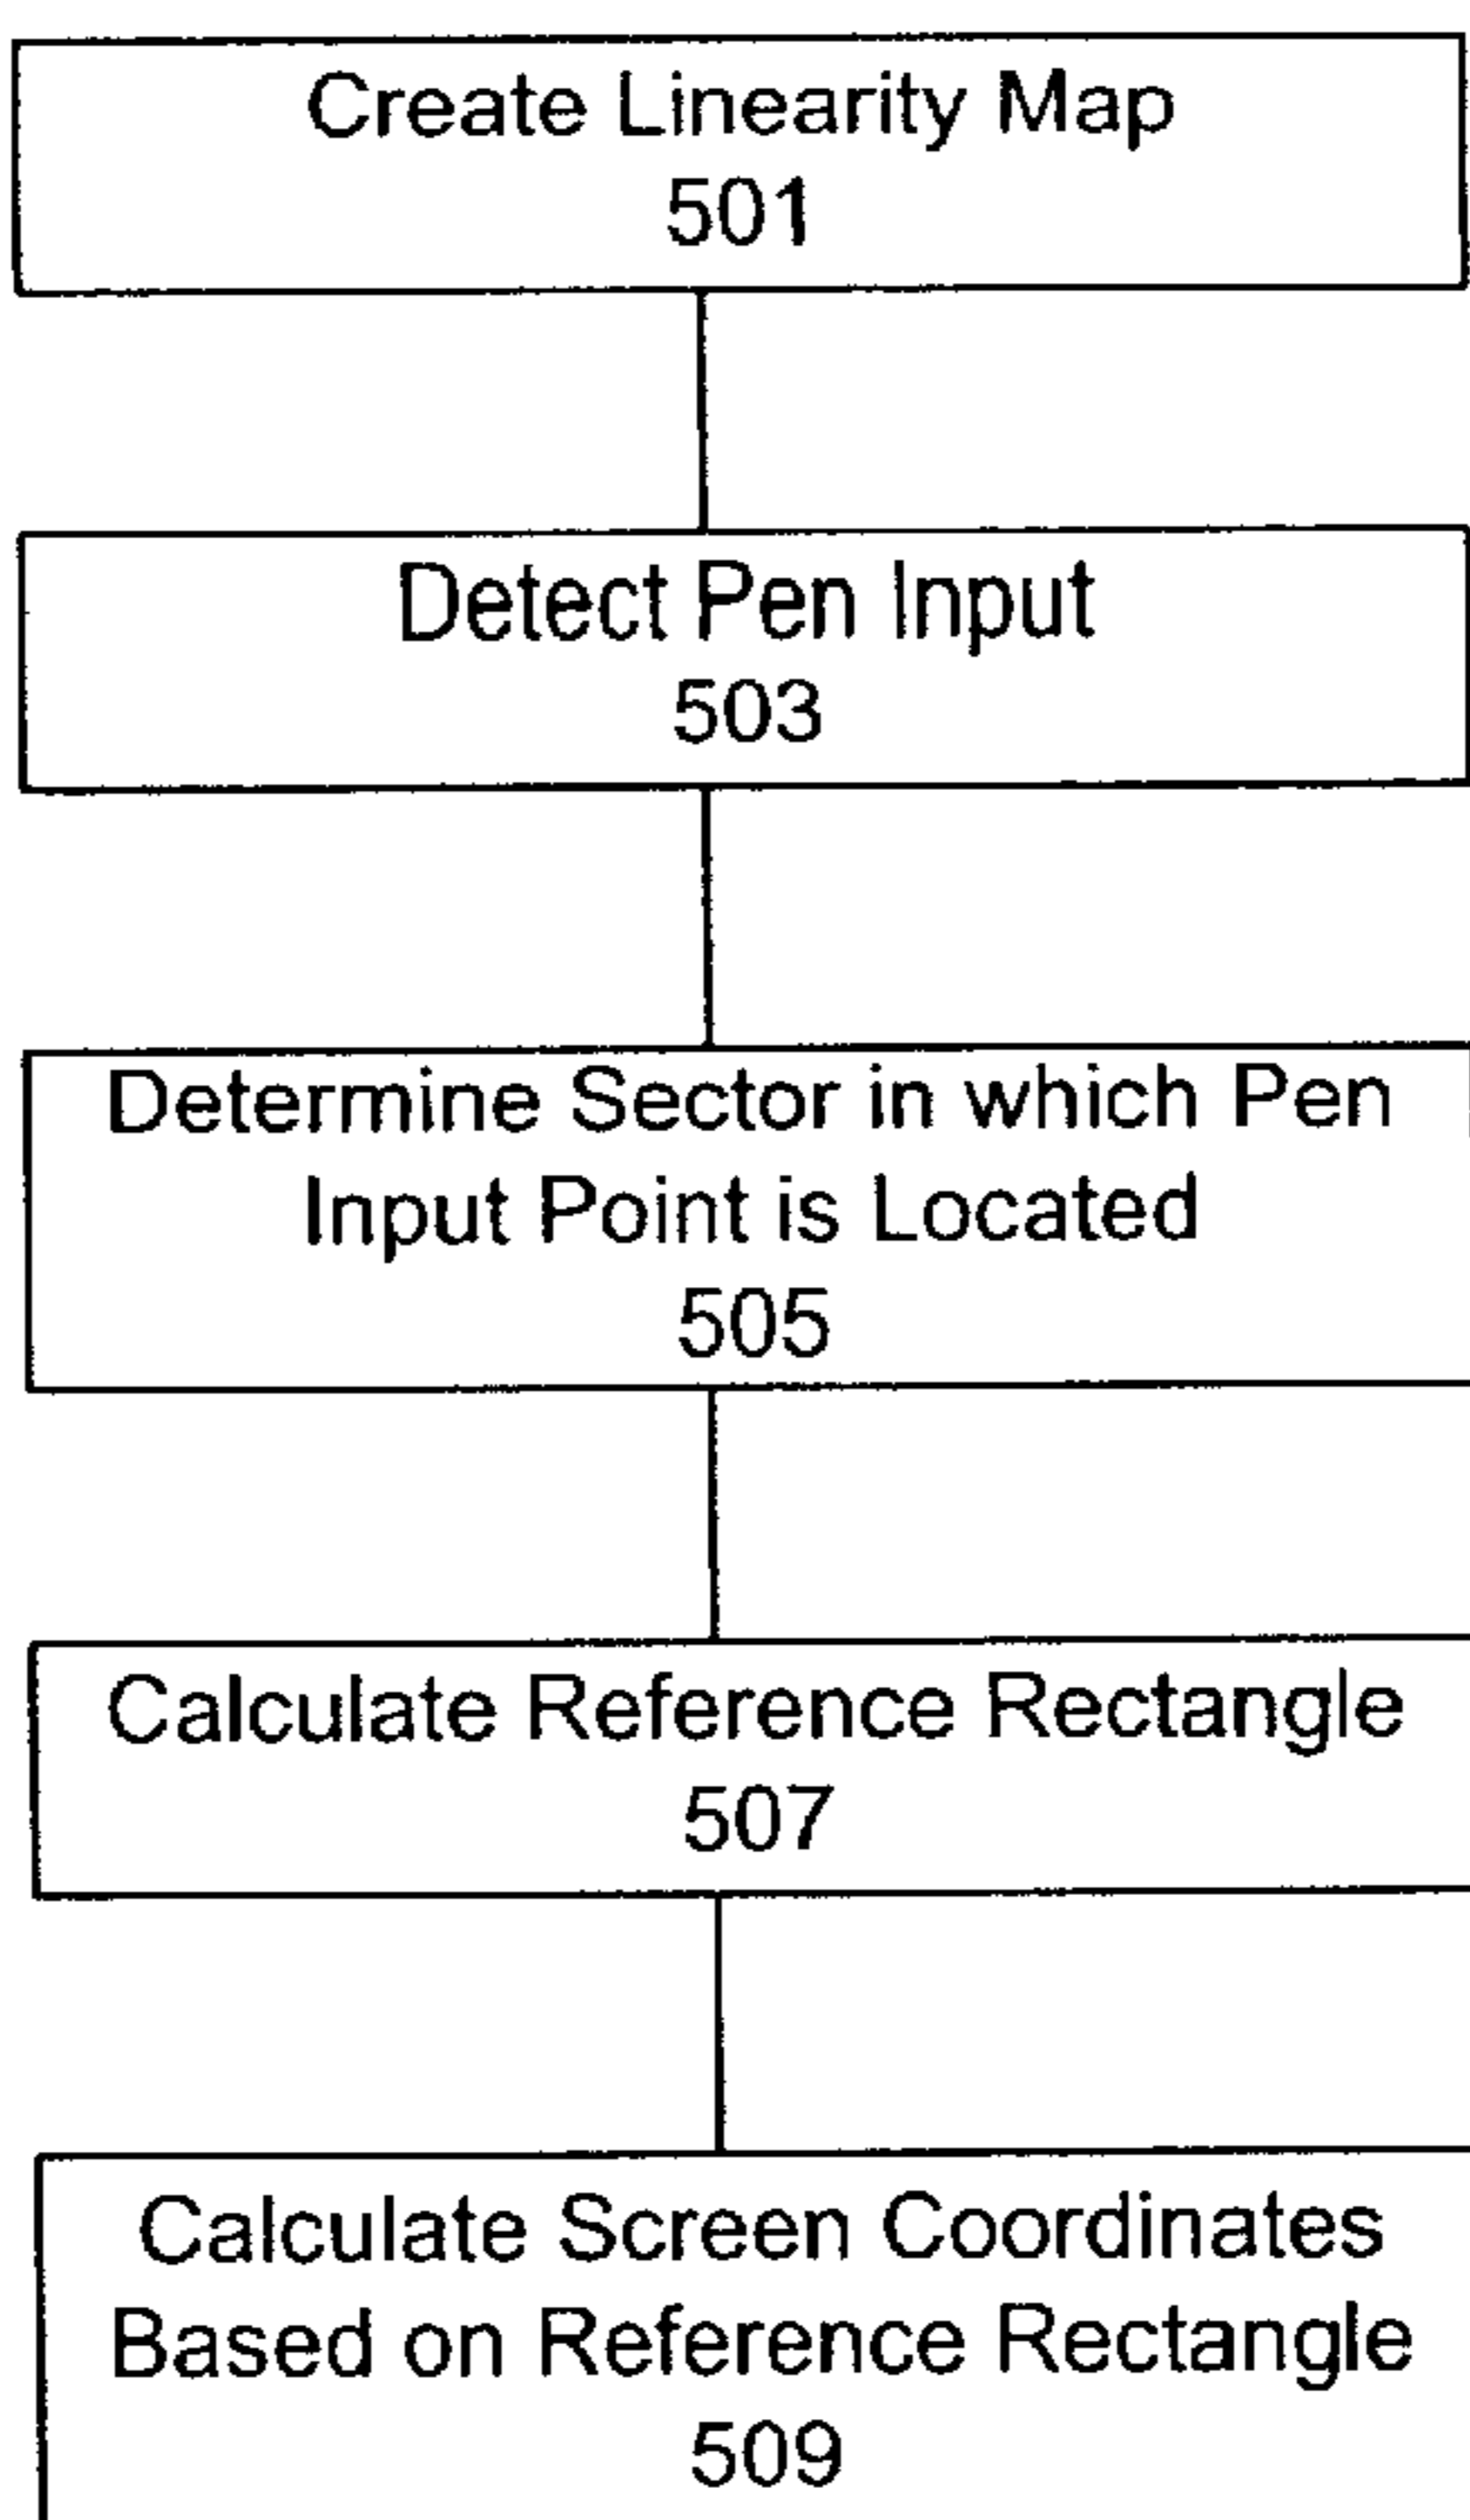 Create Linearity Map
501
Detect Pen Input
503
Determine Sector in which Pen
Input Point is Located
505
Calculate Reference Rectangle
507
Calculate Screen Coordinates
Based on Reference Rectangle
509